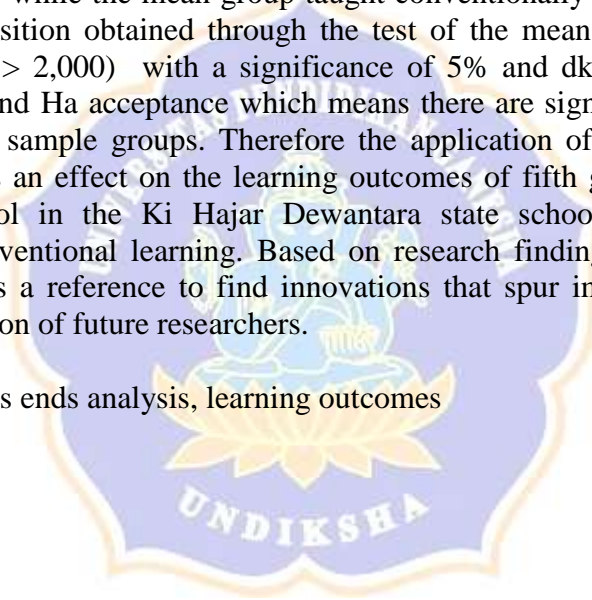 while the mean group taught conventionally
sition obtained through the test of the mean
> 2,000) with a significance of 5% and dk
nd Ha acceptance which means there are sign
sample groups. Therefore the application of
an effect on the learning outcomes of fifth g
ol in the Ki Hajar Dewantara state schoo
ventional learning. Based on research finding
s a reference to find innovations that spur in
on of future researchers.
s ends analysis, learning outcomes
UNIVERSITAS PENDIDIKAN GANESHA
UNDIKSHA